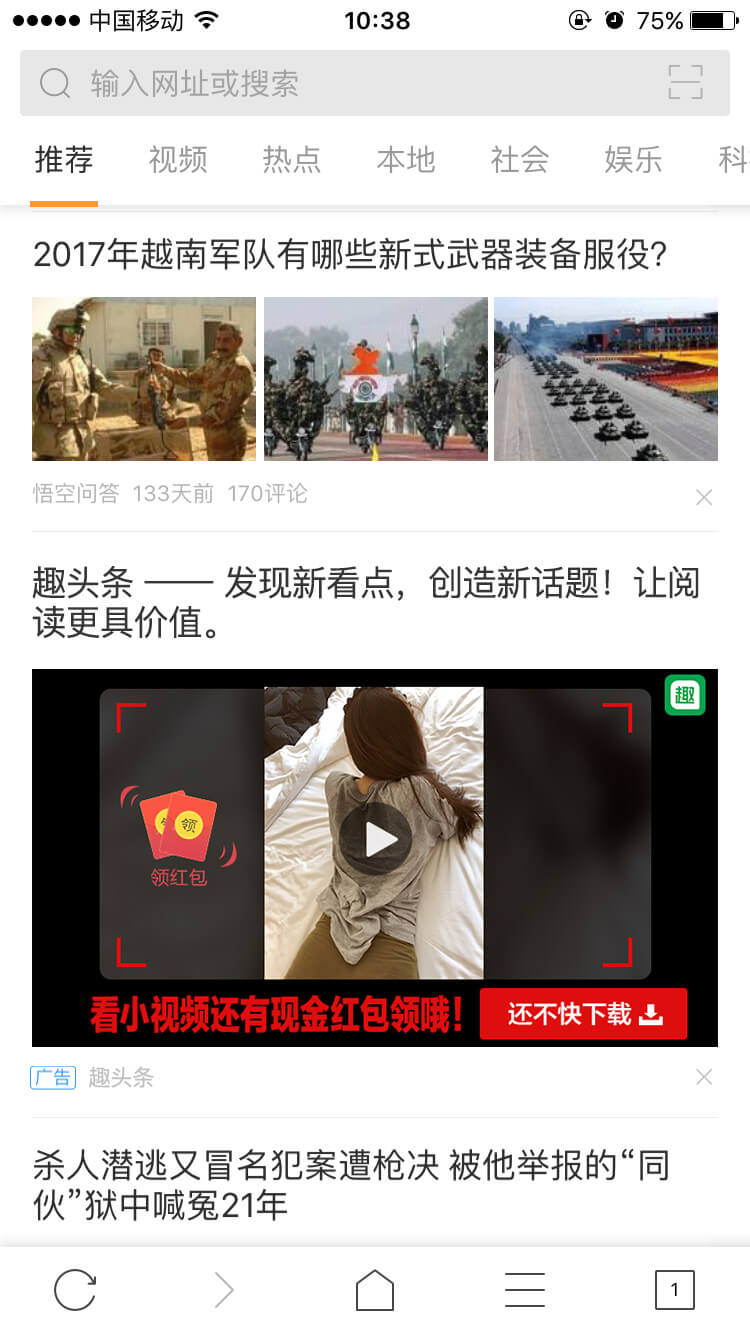 中国移动 10:38 75%
输入网址或搜索
推荐 视频 热点 本地 社会 娱乐 科
2017年越南军队有哪些新式武器装备服役?
悟空问答 133天前 170评论
趣头条 —— 发现新看点，创造新话题！让阅
读更具价值。
趣
领
领红包
看小视频还有现金红包领哦！ 还不快下载
广告 趣头条
杀人潜逃又冒名犯案遭枪决 被他举报的“同
伙”狱中喊冤21年
1